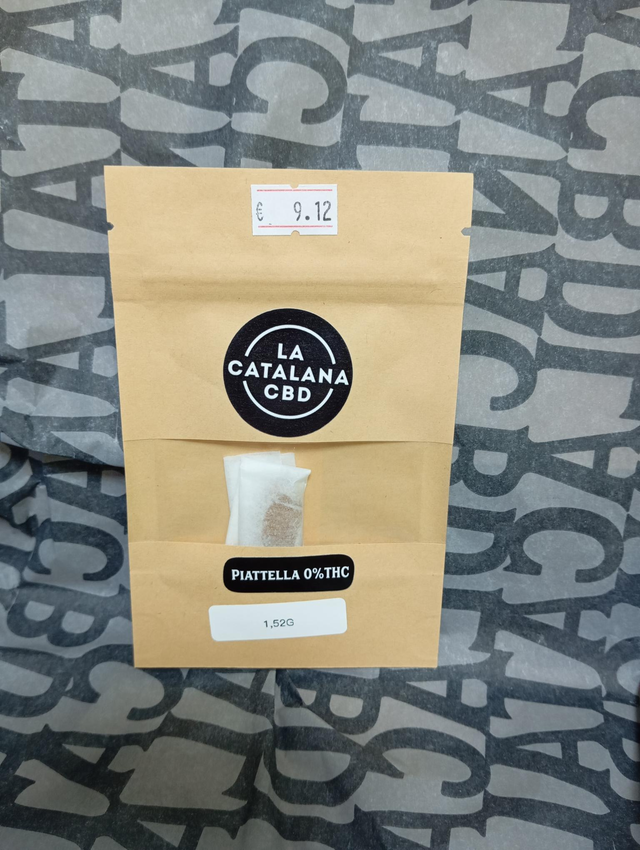 € 9.12
LA
CATALANA
CBD
PIATTELLA 0%THC
1,52G